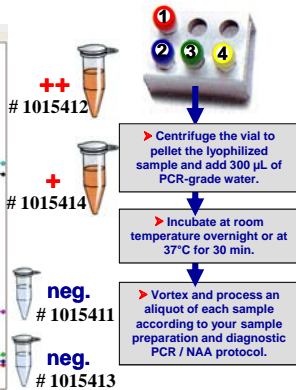 ++
# 1015412
+
# 1015414
neg.
# 1015411
neg.
# 1015413
1
2
3
4
➤ Centrifuge the vial to
pellet the lyophilized
sample and add 300 µL of
PCR-grade water.
➤ Incubate at room
temperature overnight or at
37°C for 30 min.
➤ Vortex and process an
aliquot of each sample
according to your sample
preparation and diagnostic
PCR / NAA protocol.